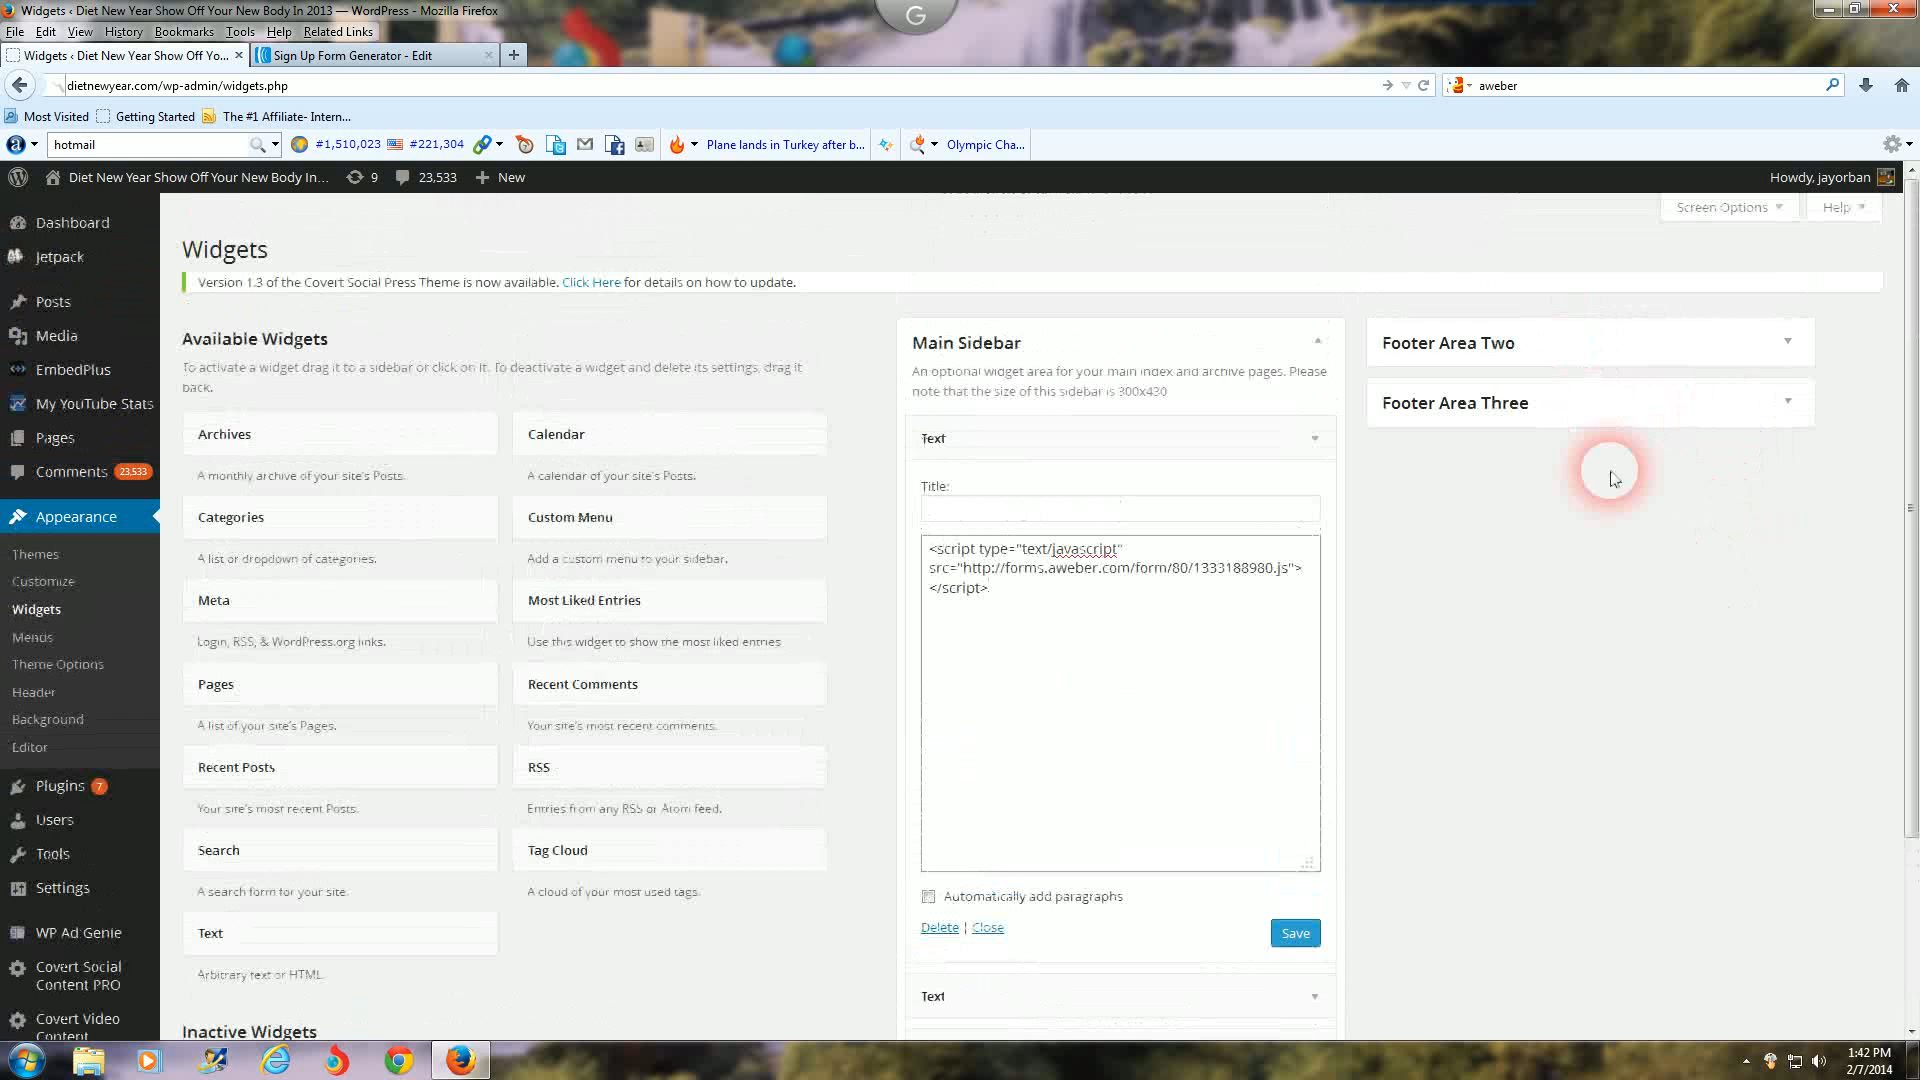 Widgets ‹ Diet New Year Show Off Your New Body In 2013 — WordPress - Mozilla Firefox
G
File Edit View History Bookmarks Tools Help Related Links
Widgets ‹ Diet New Year Show Off Yo... ×
Sign Up Form Generator - Edit ×
dietnewyear.com/wp-admin/widgets.php
aweber
Most Visited Getting Started The #1 Affiliate- Intern...
hotmail
#1,510,023 #221,304
Plane lands in Turkey after b...
Olympic Cha...
Diet New Year Show Off Your New Body In... 9 23,533 + New
Howdy, jayorban
Screen Options
Help
Dashboard
Jetpack
Posts
Media
EmbedPlus
My YouTube Stats
Pages
Comments 23,533
Appearance
Themes
Customize
Widgets
Menus
Theme Options
Header
Background
Editor
Plugins 7
Users
Tools
Settings
WP Ad Genie
Covert Social
Content PRO
Covert Video
Content
Widgets
Version 1.3 of the Covert Social Press Theme is now available. Click Here for details on how to update.
Available Widgets
To activate a widget drag it to a sidebar or click on it. To deactivate a widget and delete its settings, drag it
back.
Archives
A monthly archive of your site's Posts.
Calendar
A calendar of your site's Posts.
Categories
A list or dropdown of categories.
Custom Menu
Add a custom menu to your sidebar.
Meta
Login, RSS, & WordPress.org links.
Most Liked Entries
Use this widget to show the most liked entries
Pages
A list of your site's Pages.
Recent Comments
Your site's most recent comments.
Recent Posts
Your site's most recent Posts.
RSS
Entries from any RSS or Atom feed.
Search
A search form for your site.
Tag Cloud
A cloud of your most used tags.
Text
Arbitrary text or HTML.
Inactive Widgets
Main Sidebar
An optional widget area for your main index and archive pages. Please
note that the size of this sidebar is 300x430
Text
Title:
<script type="text/javascript"
src="http://forms.aweber.com/form/80/1333188980.js">
</script>
Automatically add paragraphs
Delete | Close
Save
Text
Footer Area Two
Footer Area Three
1:42 PM
2/7/2014